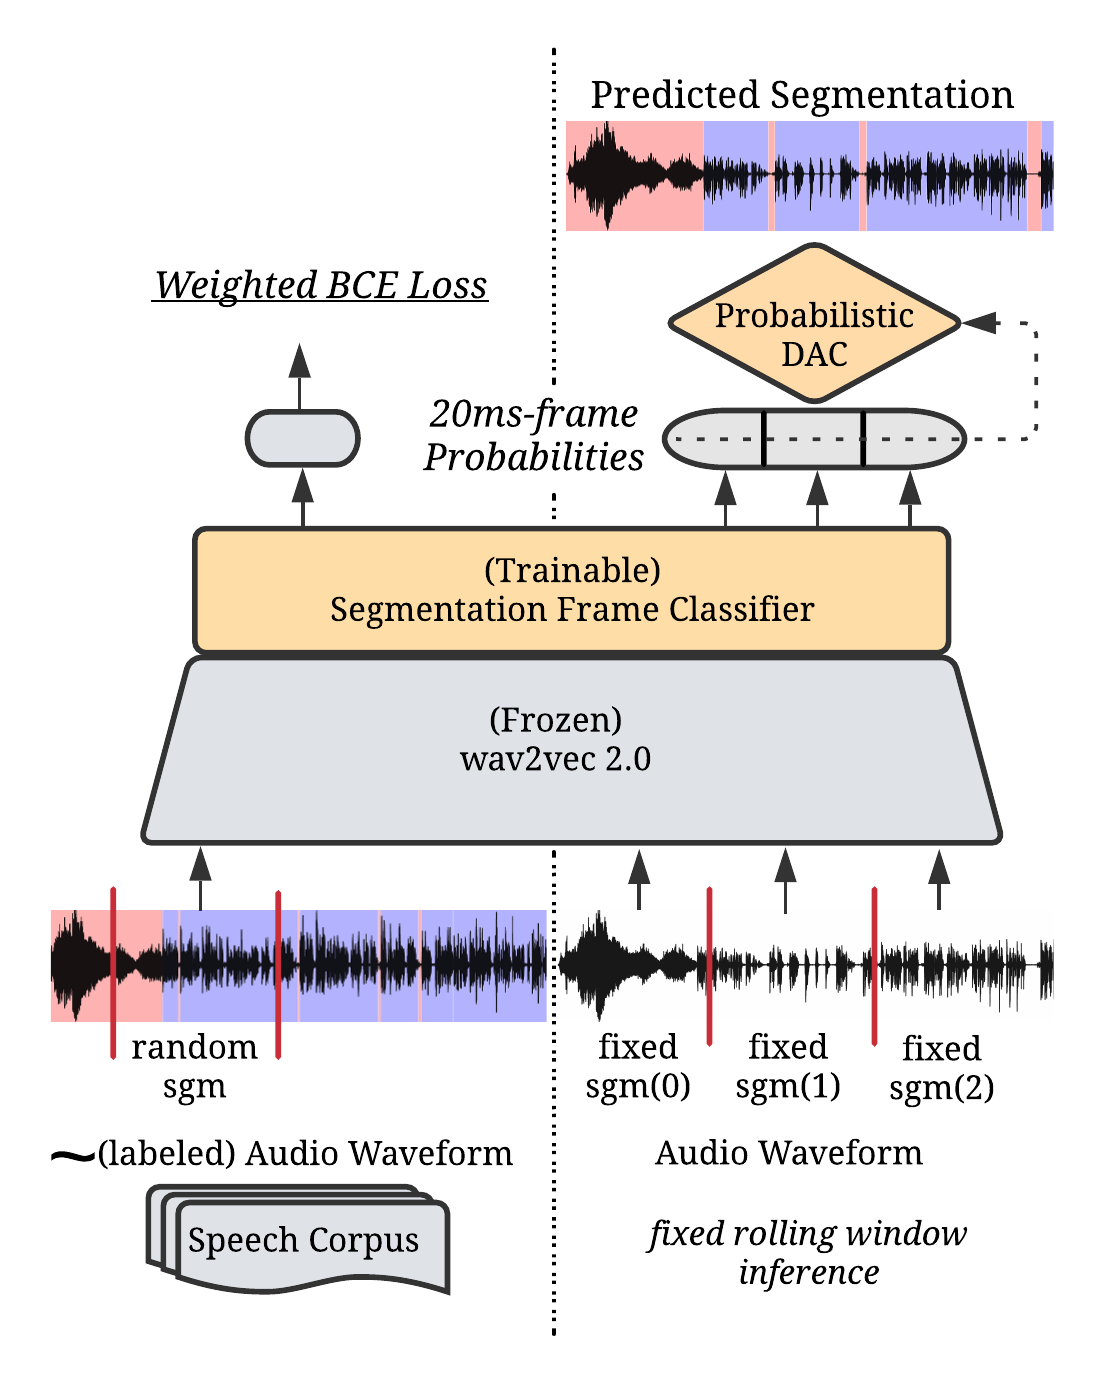 Predicted Segmentation
Weighted BCE Loss
Probabilistic
DAC
20ms-frame
Probabilities
(Trainable)
Segmentation Frame Classifier
(Frozen)
wav2vec 2.0
random
sgm
fixed
sgm(0)
fixed
sgm(1)
fixed
sgm(2)
~(labeled) Audio Waveform
Audio Waveform
Speech Corpus
fixed rolling window
inference